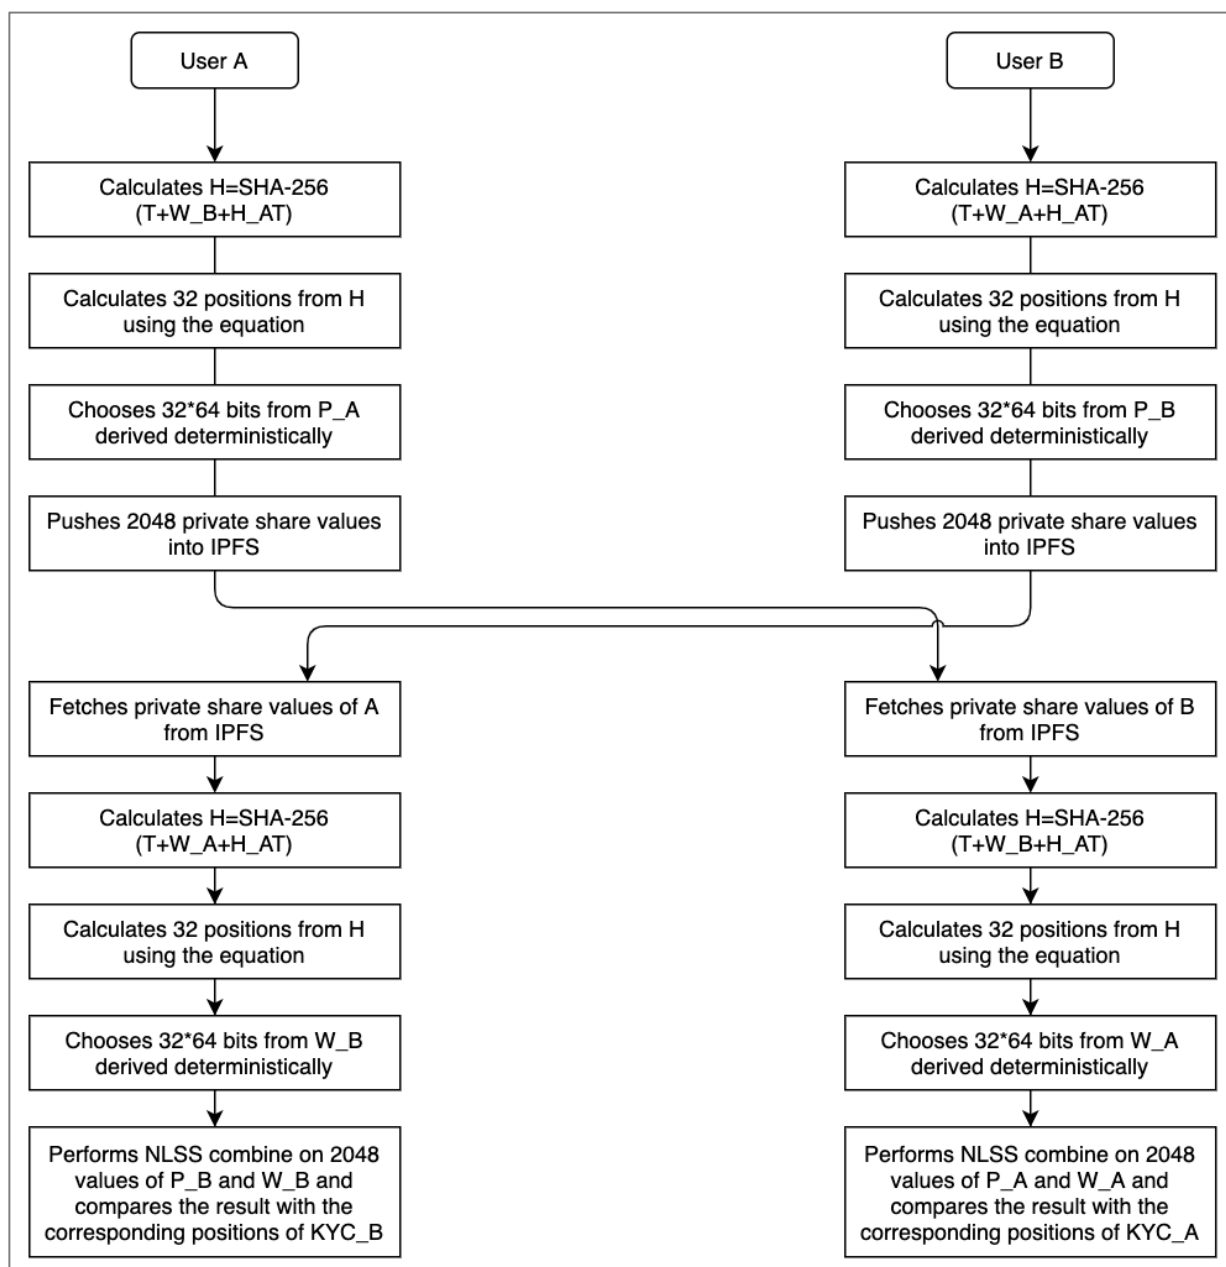 User A
Calculates H=SHA-256
(T+W_B+H_AT)
Calculates 32 positions from H
using the equation
Chooses 32*64 bits from P_A
derived deterministically
Pushes 2048 private share values
into IPFS
Fetches private share values of A
from IPFS
Calculates H=SHA-256
(T+W_A+H_AT)
Calculates 32 positions from H
using the equation
Chooses 32*64 bits from W_B
derived deterministically
Performs NLSS combine on 2048
values of P_B and W_B and
compares the result with the
corresponding positions of KYC_B
User B
Calculates H=SHA-256
(T+W_A+H_AT)
Calculates 32 positions from H
using the equation
Chooses 32*64 bits from P_B
derived deterministically
Pushes 2048 private share values
into IPFS
Fetches private share values of B
from IPFS
Calculates H=SHA-256
(T+W_B+H_AT)
Calculates 32 positions from H
using the equation
Chooses 32*64 bits from W_A
derived deterministically
Performs NLSS combine on 2048
values of P_A and W_A and
compares the result with the
corresponding positions of KYC_A